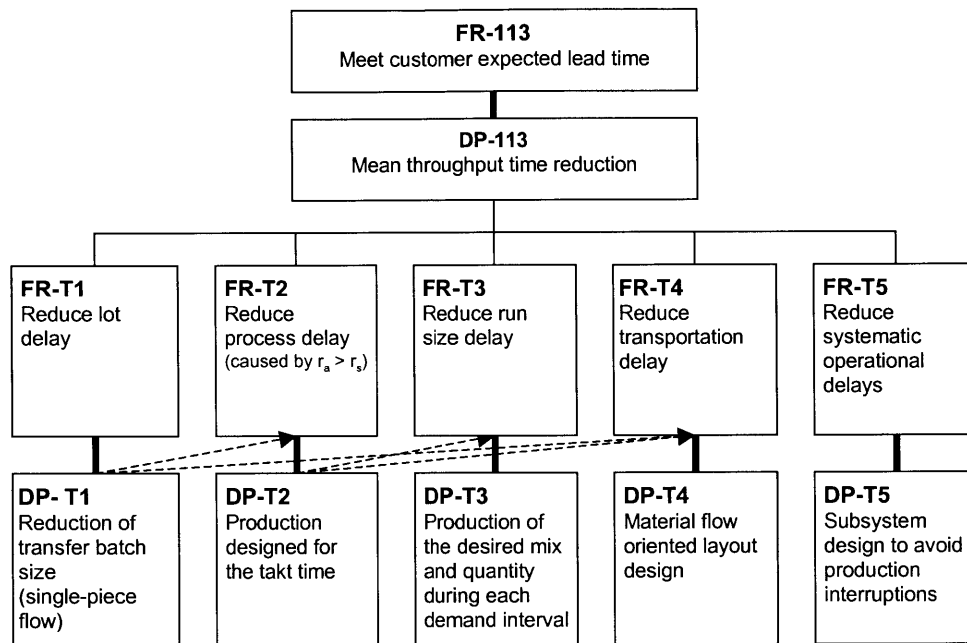 FR-113
Meet customer expected lead time
DP-113
Mean throughput time reduction
FR-T1
Reduce lot
delay
FR-T2
Reduce
process delay
(caused by rₐ > rₛ)
FR-T3
Reduce run
size delay
FR-T4
Reduce
transportation
delay
FR-T5
Reduce
systematic
operational
delays
DP- T1
Reduction of
transfer batch
size
(single-piece
flow)
DP-T2
Production
designed for
the takt time
DP-T3
Production of
the desired mix
and quantity
during each
demand interval
DP-T4
Material flow
oriented layout
design
DP-T5
Subsystem
design to avoid
production
interruptions